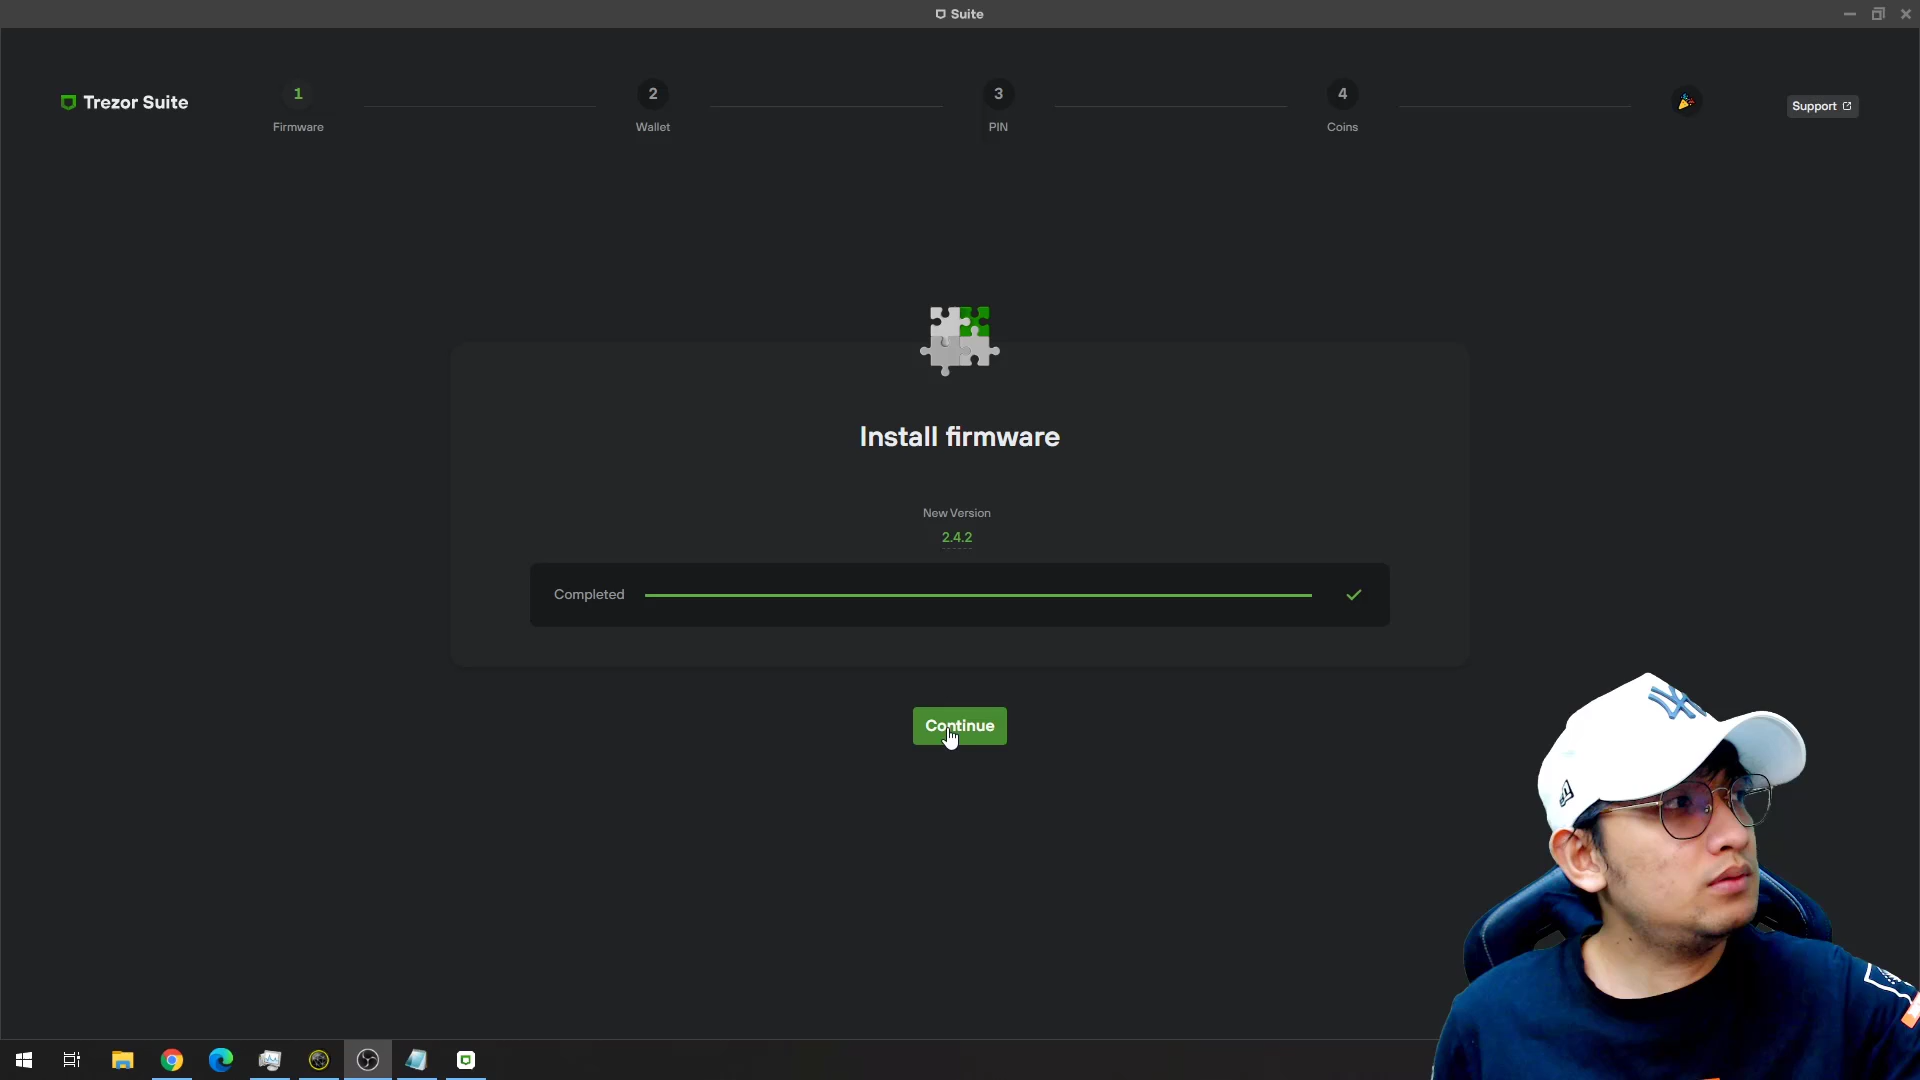 Suite
Trezor Suite
1
Firmware
2
Wallet
3
PIN
4
Coins
Support
Install firmware
New Version
2.4.2
Completed
Continue
NY